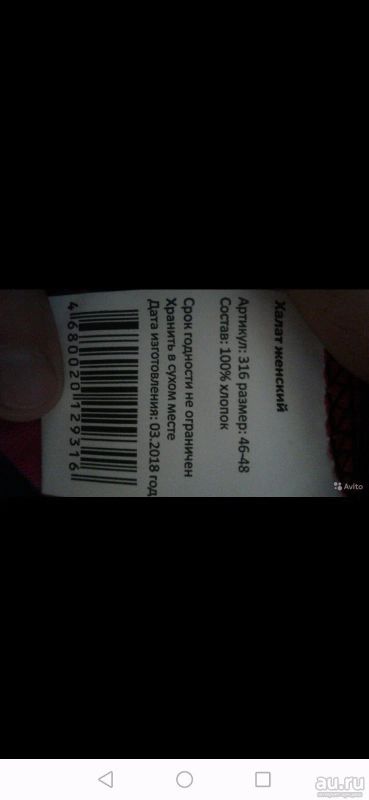 Халат женский
Артикул: 316 размер: 46-48
Состав: 100% хлопок
Срок годности не ограничен
Хранить в сухом месте
Дата изготовления: 03.2018 год
4 680020 129316
Avito
au.ru